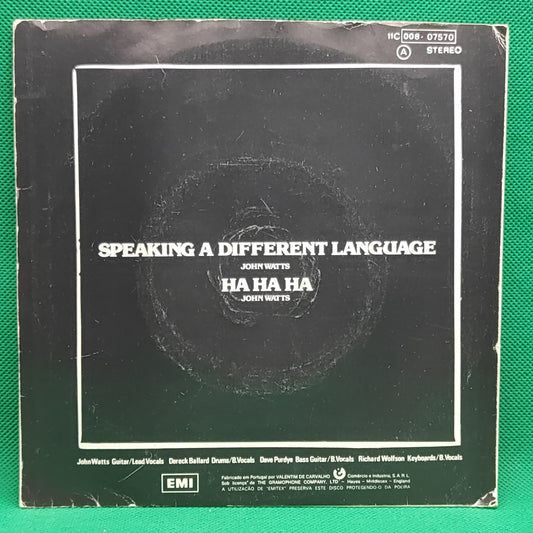 11C 008-07570
A STEREO
SPEAKING A DIFFERENT LANGUAGE
JOHN WATTS
HA HA HA
JOHN WATTS
John Watts Guitar/Lead Vocals Dereck Ballard Drums/B.Vocals Dave Purdye Bass Guitar/B.Vocals Richard Wolfson Keyboards/B.Vocals
EMI
Fabricado em Portugal por VALENTIM DE CARVALHO Comércio e Indústria, S.A.R.L.
Sob licença de THE GRAMOPHONE COMPANY, LTD - Hayes - Middlesex - England
A UTILIZAÇÃO DE "EMITEX" PRESERVA ESTE DISCO PROTEGENDO-O DA POEIRA